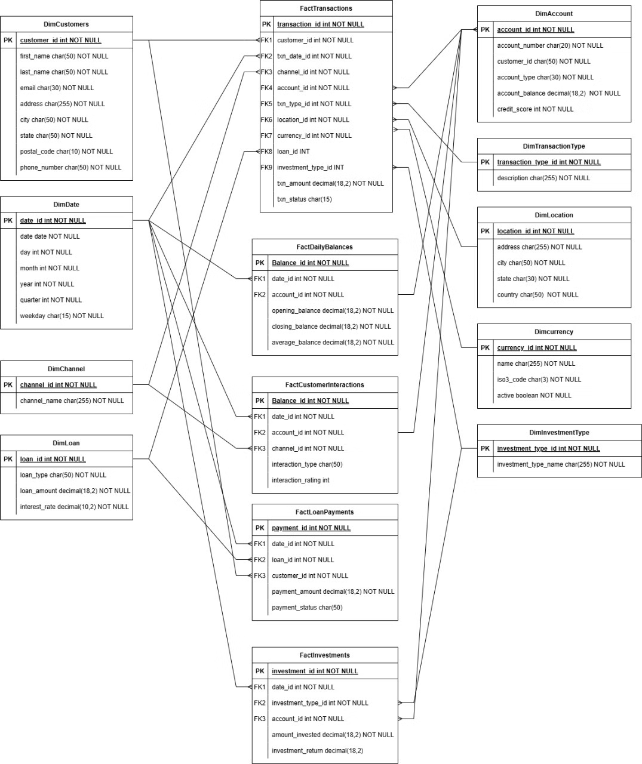 DimCustomers
PK customer_id int NOT NULL
first_name char(50) NOT NULL
last_name char(50) NOT NULL
email char(30) NOT NULL
address char(255) NOT NULL
city char(50) NOT NULL
state char(50) NOT NULL
postal_code char(10) NOT NULL
phone_number char(50) NOT NULL
DimDate
PK date_id int NOT NULL
date date NOT NULL
day int NOT NULL
month int NOT NULL
year int NOT NULL
quarter int NOT NULL
weekday char(15) NOT NULL
DimChannel
PK channel_id int NOT NULL
channel_name char(255) NOT NULL
DimLoan
PK loan_id int NOT NULL
loan_type char(50) NOT NULL
loan_amount decimal(18,2) NOT NULL
interest_rate decimal(10,2) NOT NULL
FactTransactions
PK transaction_id int NOT NULL
FK1 customer_id int NOT NULL
FK2 txn_date_id int NOT NULL
FK3 channel_id int NOT NULL
FK4 account_id int NOT NULL
FK5 txn_type_id int NOT NULL
FK6 location_id int NOT NULL
FK7 currency_id int NOT NULL
FK8 loan_id INT
FK9 investment_type_id INT
txn_amount decimal(18,2) NOT NULL
txn_status char(15)
FactDailyBalances
PK Balance_id int NOT NULL
FK1 date_id int NOT NULL
FK2 account_id int NOT NULL
opening_balance decimal(18,2) NOT NULL
closing_balance decimal(18,2) NOT NULL
average_balance decimal(18,2) NOT NULL
FactCustomerInteractions
PK Balance_id int NOT NULL
FK1 date_id int NOT NULL
FK2 account_id int NOT NULL
FK3 channel_id int NOT NULL
interaction_type char(50)
interaction_rating int
FactLoanPayments
PK payment_id int NOT NULL
FK1 date_id int NOT NULL
FK2 loan_id int NOT NULL
FK3 customer_id int NOT NULL
payment_amount decimal(18,2) NOT NULL
payment_status char(50)
FactInvestments
PK investment_id int NOT NULL
FK1 date_id int NOT NULL
FK2 investment_type_id int NOT NULL
FK3 account_id int NOT NULL
amount_invested decimal(18,2) NOT NULL
investment_return decimal(18,2)
DimAccount
PK account_id int NOT NULL
account_number char(20) NOT NULL
customer_id char(50) NOT NULL
account_type char(30) NOT NULL
account_balance decimal(18,2) NOT NULL
credit_score int NOT NULL
DimTransactionType
PK transaction_type_id int NOT NULL
description char(255) NOT NULL
DimLocation
PK location_id int NOT NULL
address char(255) NOT NULL
city char(50) NOT NULL
state char(30) NOT NULL
country char(50) NOT NULL
Dimcurrency
PK currency_id int NOT NULL
name char(255) NOT NULL
iso3_code char(3) NOT NULL
active boolean NOT NULL
DimInvestmentType
PK investment_type_id int NOT NULL
investment_type_name char(255) NOT NULL